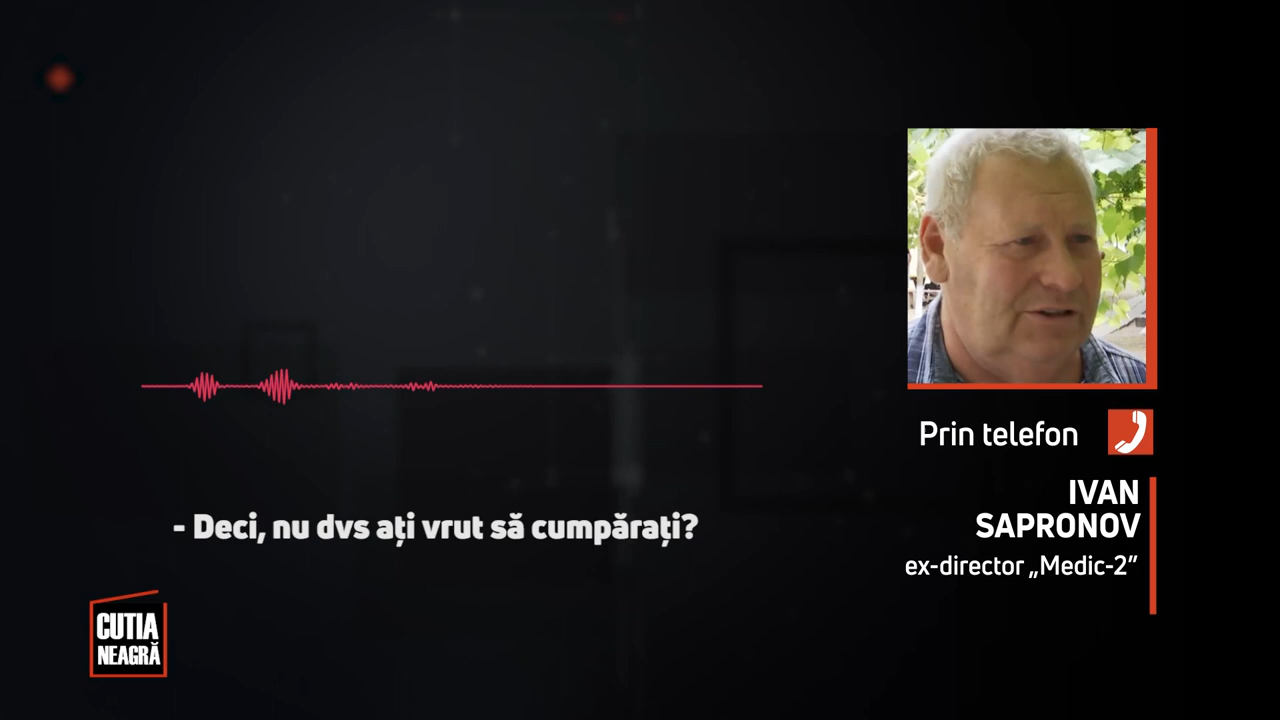 Prin telefon
IVAN
SAPRONOV
ex-director „Medic-2”
- Deci, nu dvs ați vrut să cumpărați?
CUTIA
NEAGRĂ